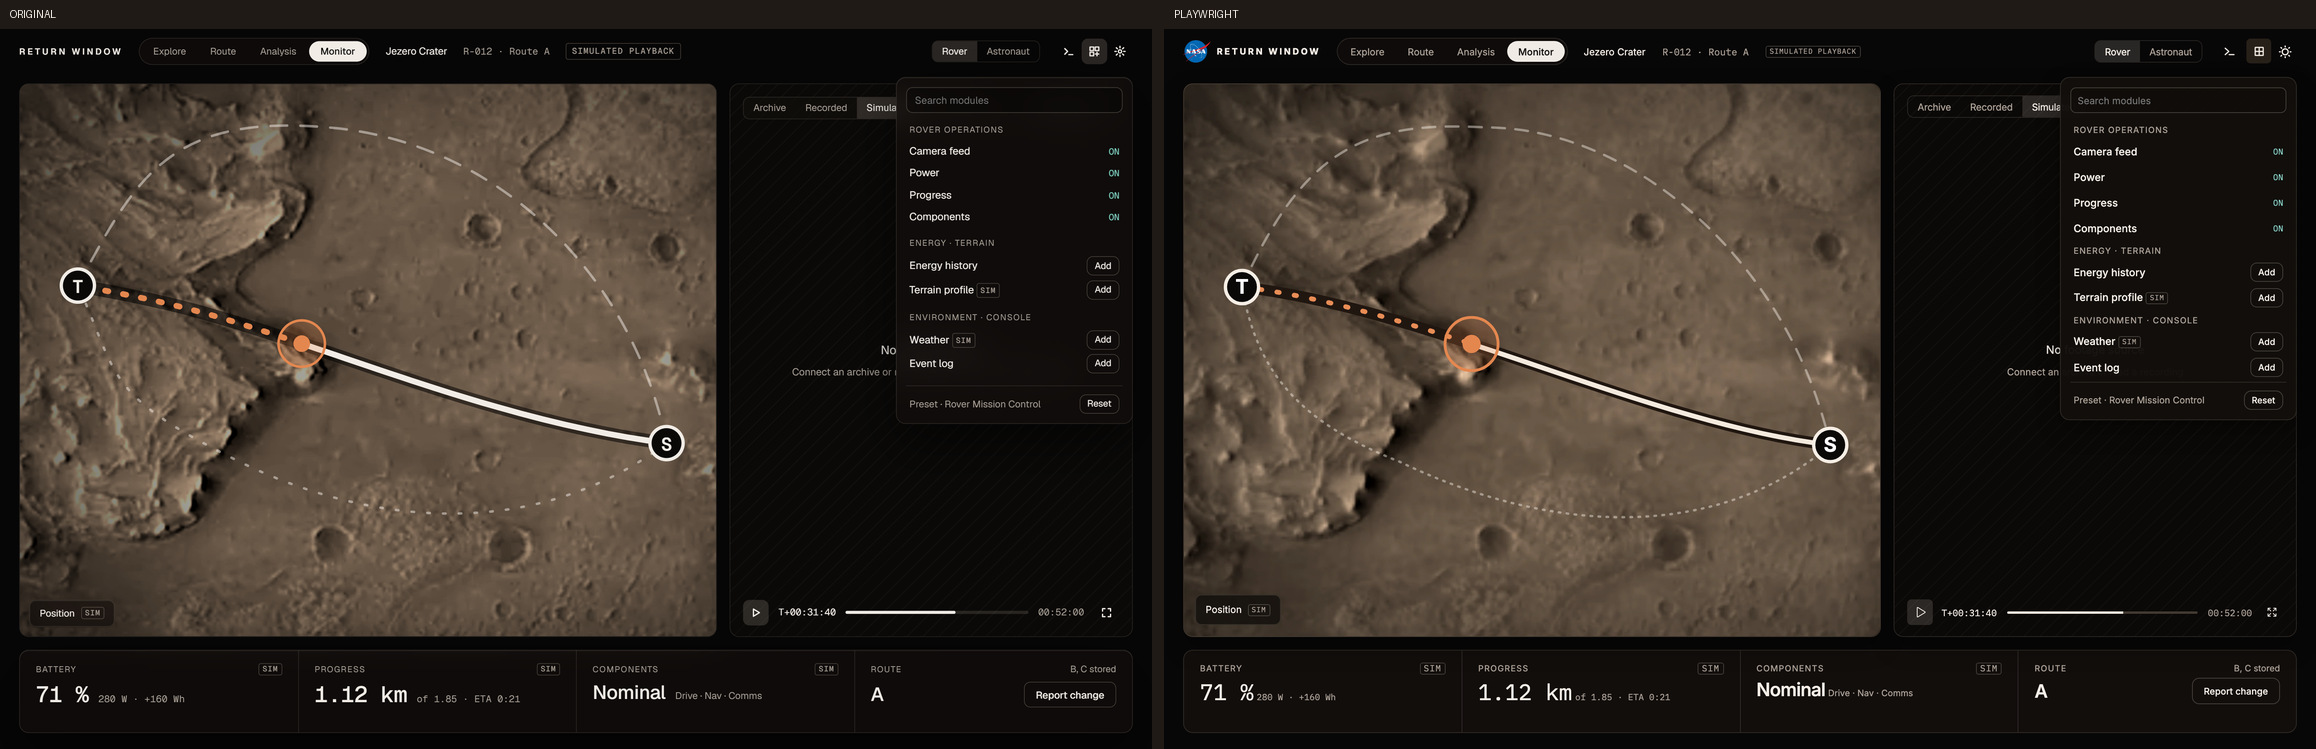 ORIGINAL
RETURN WINDOW Explore Route Analysis Monitor Jezero Crater R-012 · Route A SIMULATED PLAYBACK Rover Astronaut
Archive Recorded Simula
Search modules
ROVER OPERATIONS
Camera feed ON
Power ON
Progress ON
Components ON
ENERGY · TERRAIN
Energy history Add
Terrain profile SIM Add
ENVIRONMENT · CONSOLE
Weather SIM Add
Event log Add
Preset · Rover Mission Control Reset
T
S
No
Connect an archive or
Position SIM
T+00:31:40 00:52:00
BATTERY SIM
71 % 280 W · +160 Wh
PROGRESS SIM
1.12 km of 1.85 · ETA 0:21
COMPONENTS SIM
Nominal Drive · Nav · Comms
ROUTE B, C stored
A Report change
PLAYWRIGHT
NASA RETURN WINDOW Explore Route Analysis Monitor Jezero Crater R-012 · Route A SIMULATED PLAYBACK Rover Astronaut
Archive Recorded Simula
Search modules
ROVER OPERATIONS
Camera feed ON
Power ON
Progress ON
Components ON
ENERGY · TERRAIN
Energy history Add
Terrain profile SIM Add
ENVIRONMENT · CONSOLE
Weather SIM Add
Event log Add
Preset · Rover Mission Control Reset
T
S
No
Connect an
Position SIM
T+00:31:40 00:52:00
BATTERY SIM
71 % 280 W · +160 Wh
PROGRESS SIM
1.12 km of 1.85 · ETA 0:21
COMPONENTS SIM
Nominal Drive · Nav · Comms
ROUTE B, C stored
A Report change